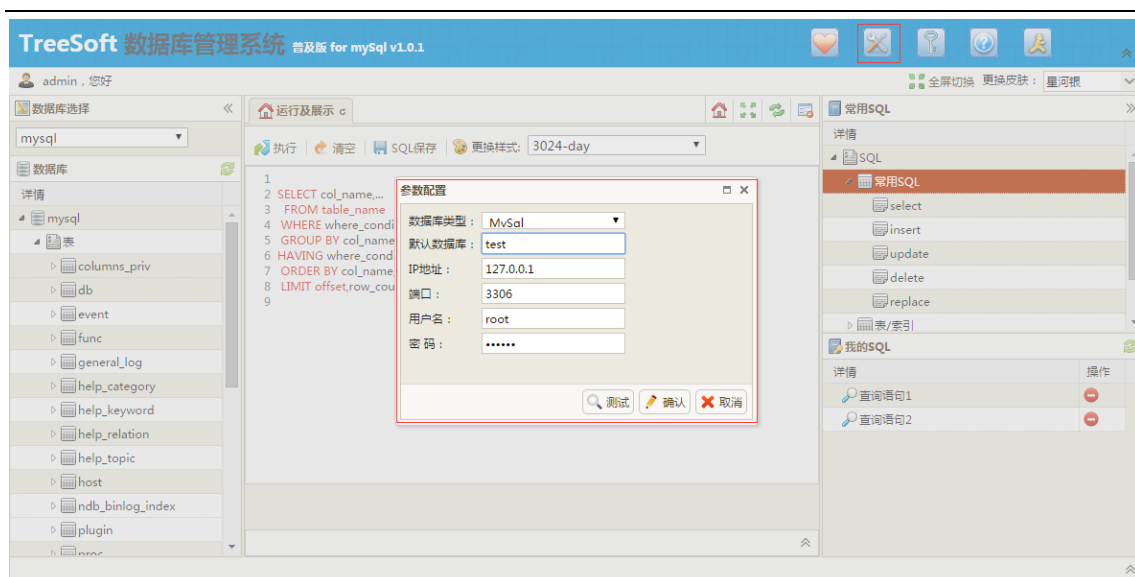 TreeSoft 数据库管理系统 普及版 for mySql v1.0.1
admin，您好
全屏切换 更换皮肤： 星河银
数据库选择
mysql
数据库
详情
mysql
表
columns_priv
db
event
func
general_log
help_category
help_keyword
help_relation
help_topic
host
ndb_binlog_index
plugin
proc
运行及展示
执行 清空 SQL保存 更换样式: 3024-day
1
2 SELECT col_name,...
3 FROM table_name
4 WHERE where_condi
5 GROUP BY col_name
6 HAVING where_cond
7 ORDER BY col_name,
8 LIMIT offset,row_cou
9
参数配置
数据库类型： MySql
默认数据库： test
IP地址： 127.0.0.1
端口： 3306
用户名： root
密 码： ••••••
测试 确认 取消
常用SQL
详情
SQL
常用SQL
select
insert
update
delete
replace
表/索引
我的SQL
详情 操作
查询语句1
查询语句2